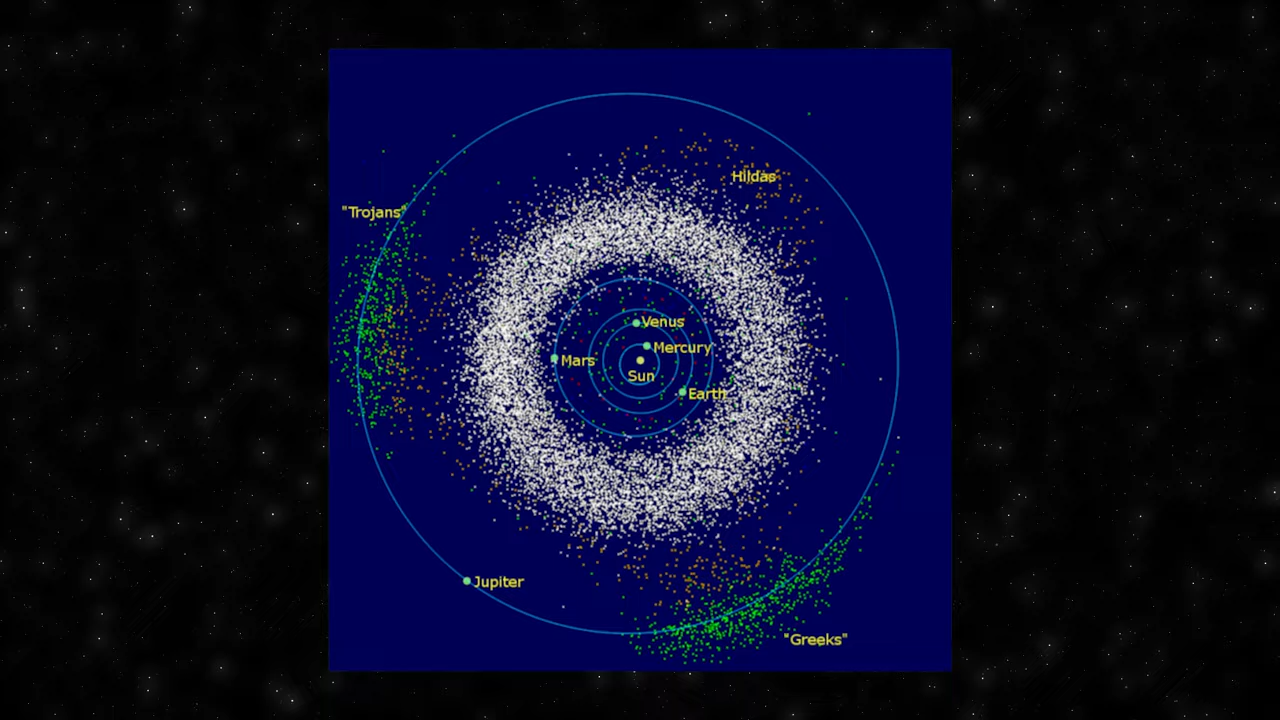 Hildas
"Trojans"
Venus
Mercury
Mars
Sun
Earth
Jupiter
"Greeks"